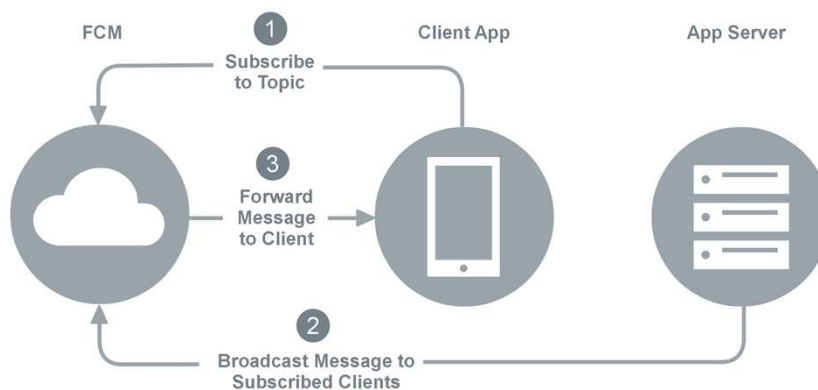 FCM
1
Client App
App Server
Subscribe
to Topic
3
Forward
Message
to Client
2
Broadcast Message to
Subscribed Clients